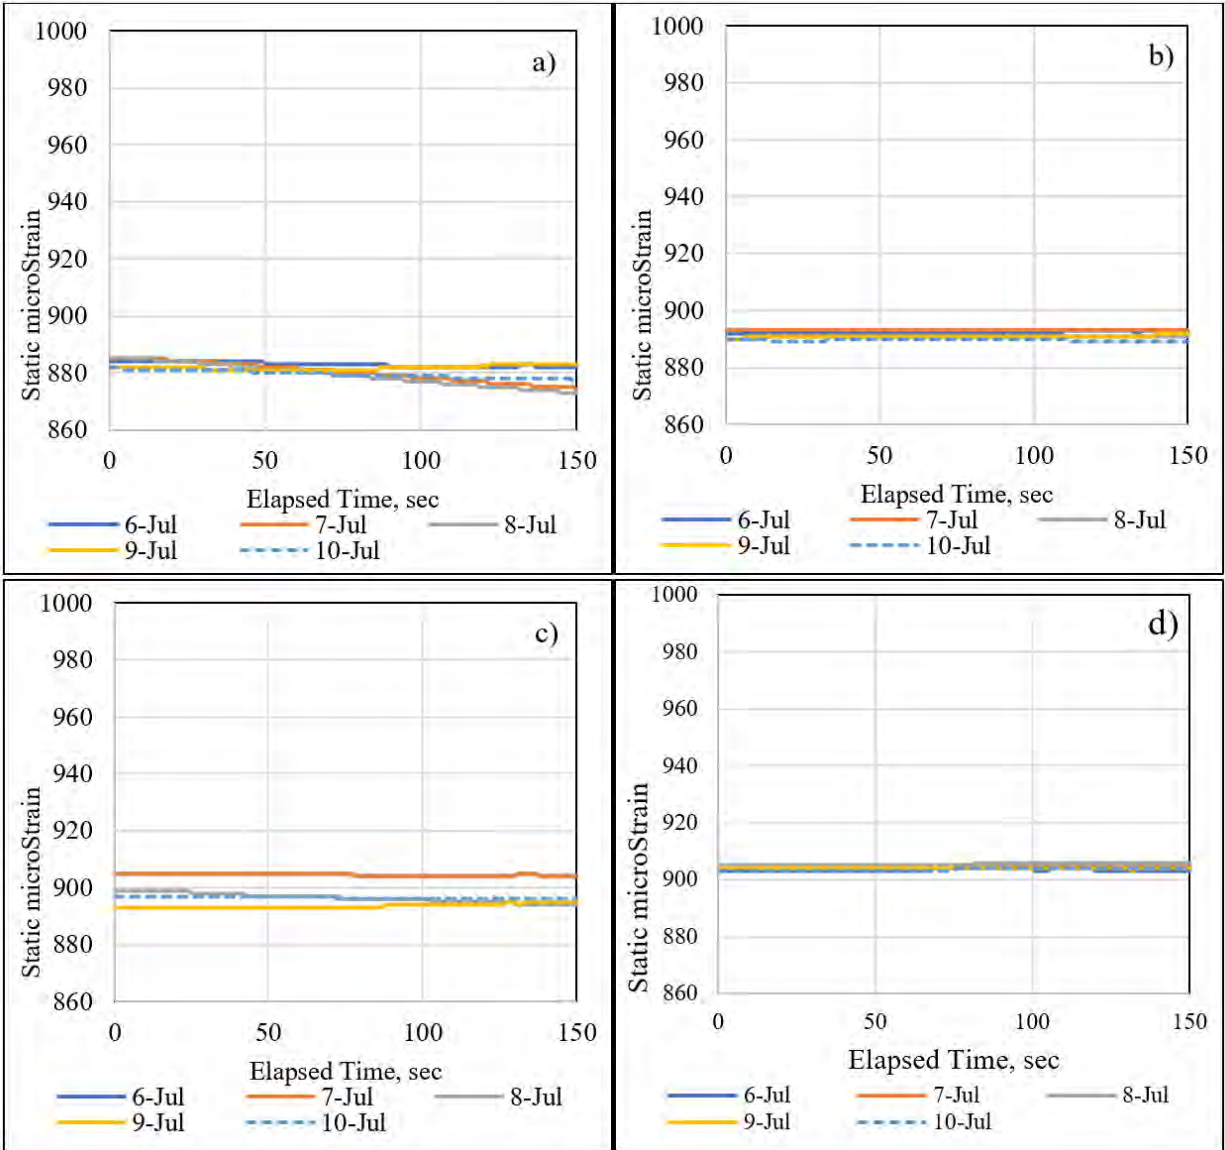 a)
1000
980
960
940
920
900
880
860
Static microStrain
0 50 100 150
Elapsed Time, sec
6-Jul 7-Jul 8-Jul
9-Jul 10-Jul
b)
1000
980
960
940
920
900
880
860
Static microStrain
0 50 100 150
Elapsed Time, sec
6-Jul 7-Jul 8-Jul
9-Jul 10-Jul
c)
1000
980
960
940
920
900
880
860
Static microStrain
0 50 100 150
Elapsed Time, sec
6-Jul 7-Jul 8-Jul
9-Jul 10-Jul
d)
1000
980
960
940
920
900
880
860
Static microStrain
0 50 100 150
Elapsed Time, sec
6-Jul 7-Jul 8-Jul
9-Jul 10-Jul